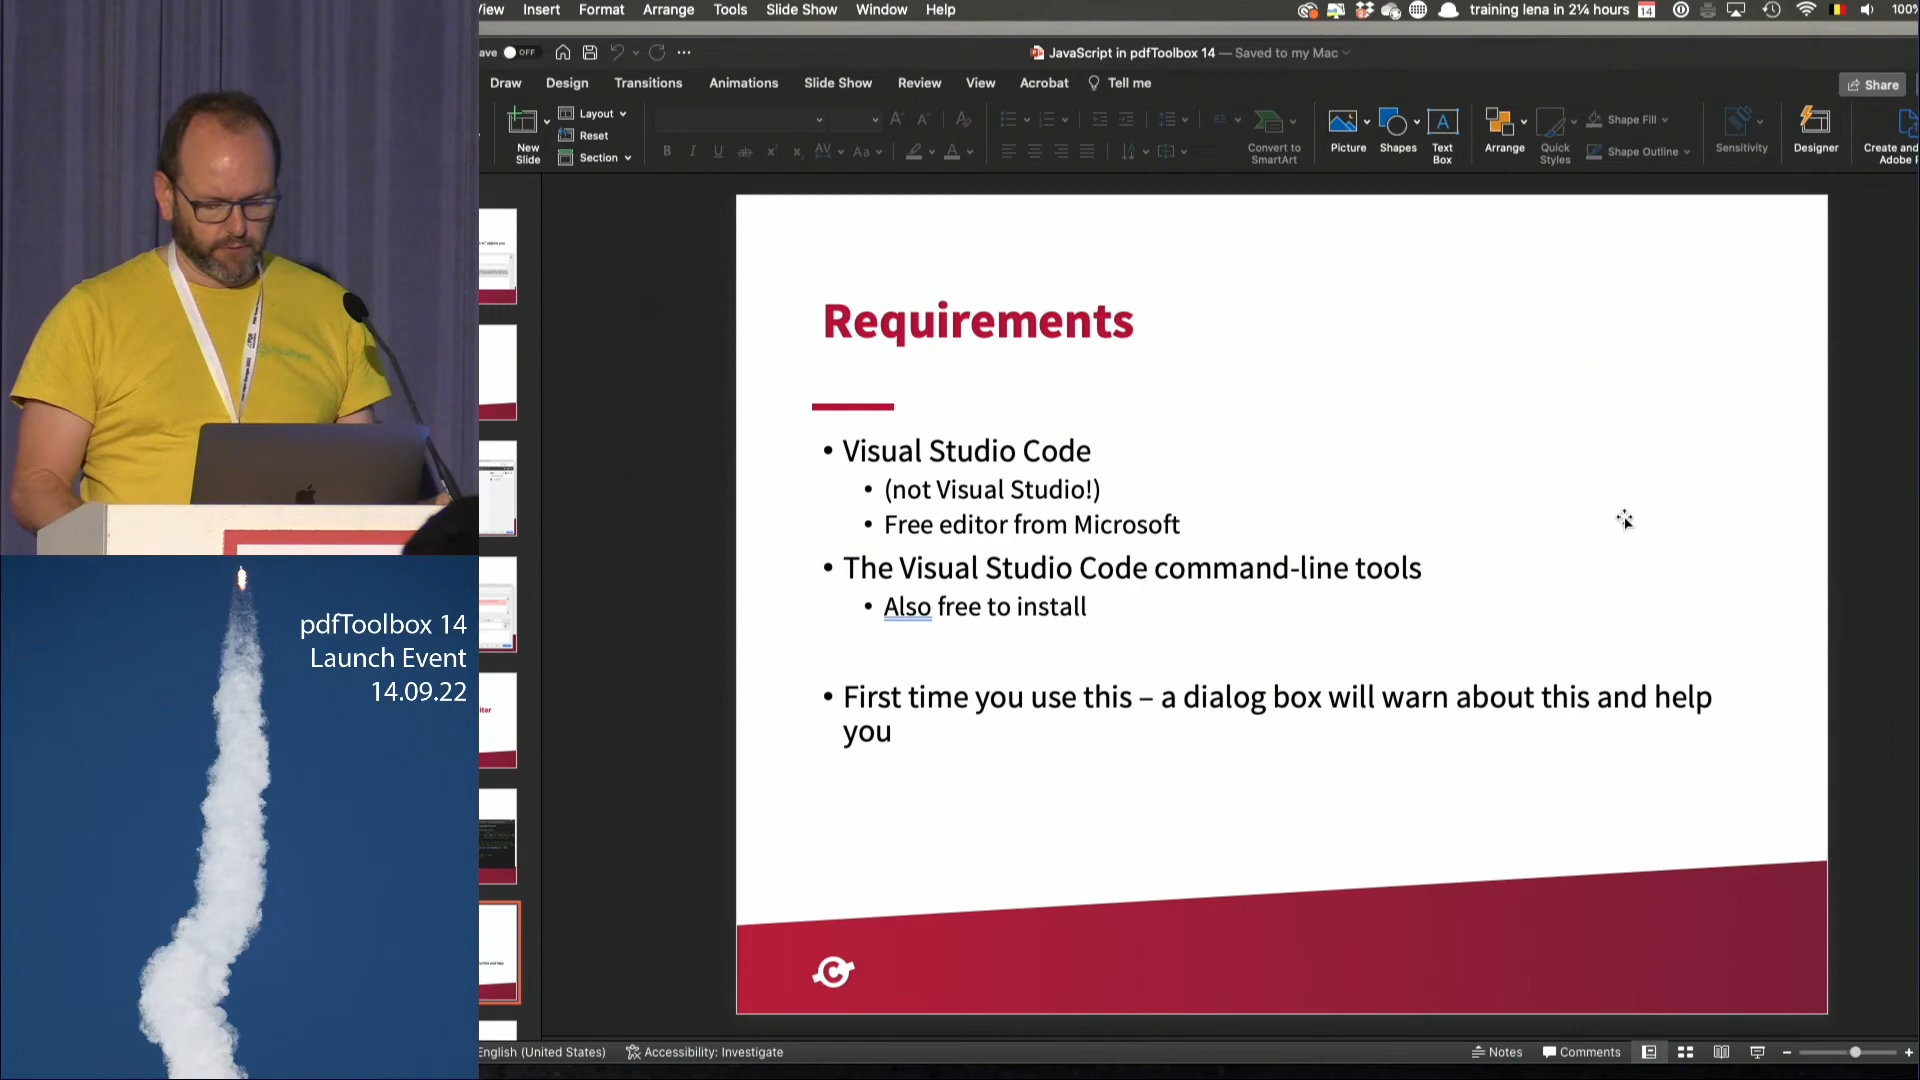 View Insert Format Arrange Tools Slide Show Window Help
training lena in 2¼ hours 14 100%
OFF
JavaScript in pdfToolbox 14 — Saved to my Mac
Draw Design Transitions Animations Slide Show Review View Acrobat Tell me
Share
New Slide
Layout
Reset
Section
Convert to SmartArt
Picture Shapes Text Box
Arrange Quick Styles
Shape Fill
Shape Outline
Sensitivity Designer
Create and
Adobe
Requirements
• Visual Studio Code
• (not Visual Studio!)
• Free editor from Microsoft
• The Visual Studio Code command-line tools
• Also free to install
• First time you use this – a dialog box will warn about this and help
you
pdfToolbox 14
Launch Event
14.09.22
English (United States) Accessibility: Investigate
Notes Comments